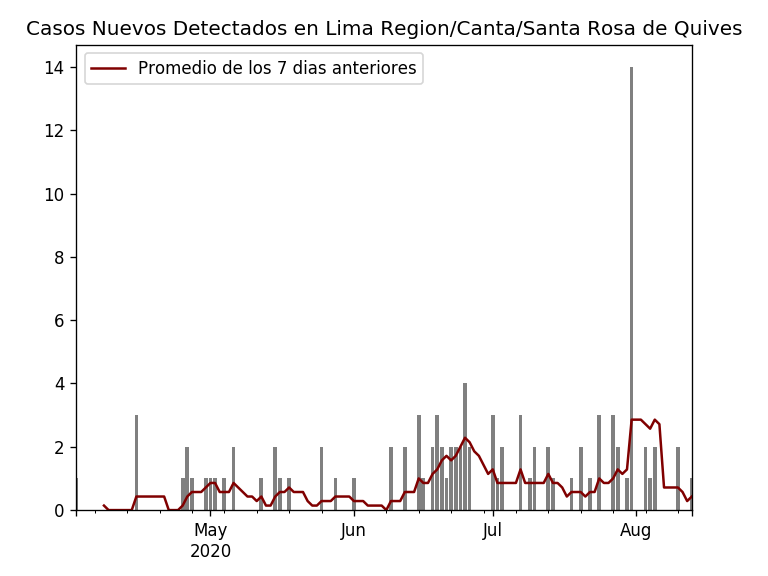 Casos Nuevos Detectados en Lima Region/Canta/Santa Rosa de Quives
Promedio de los 7 dias anteriores
14
12
10
8
6
4
2
0
May
2020
Jun
Jul
Aug